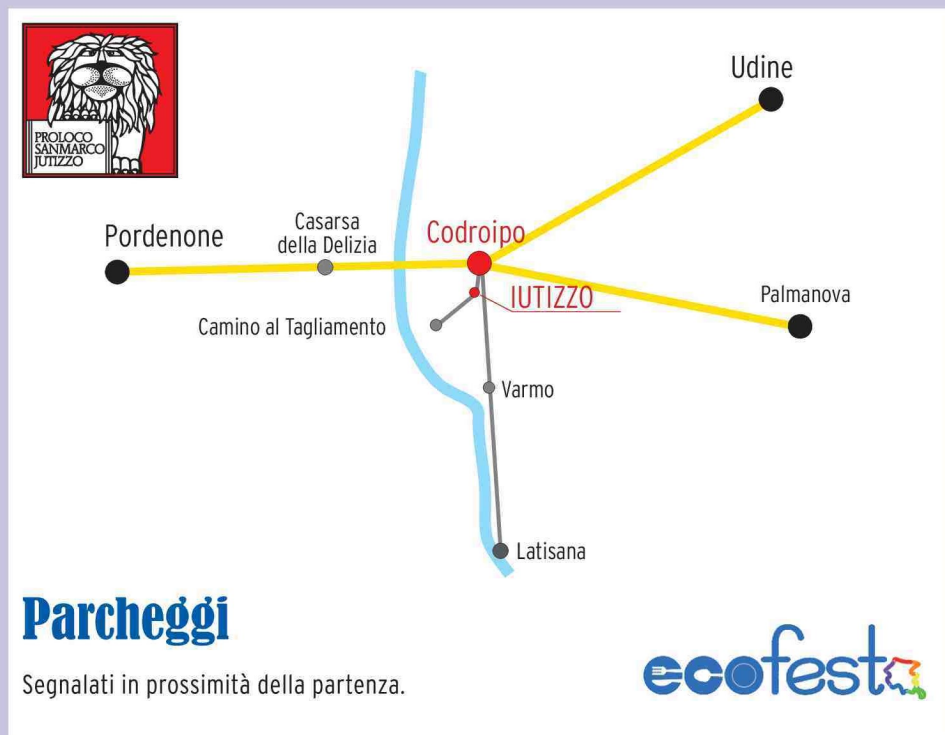 PROLOCO
SANMARCO
JUTIZZO
Udine
Pordenone
Casarsa
della Delizia
Codroipo
IUTIZZO
Palmanova
Camino al Tagliamento
Varmo
Latisana
Parcheggi
Segnalati in prossimità della partenza.
ecofesta